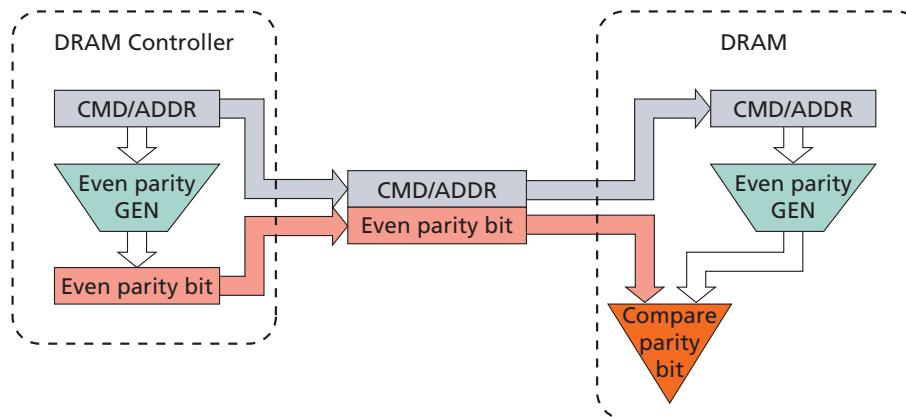 DRAM Controller
CMD/ADDR
Even parity
GEN
Even parity bit
CMD/ADDR
Even parity bit
DRAM
CMD/ADDR
Even parity
GEN
Compare
parity
bit